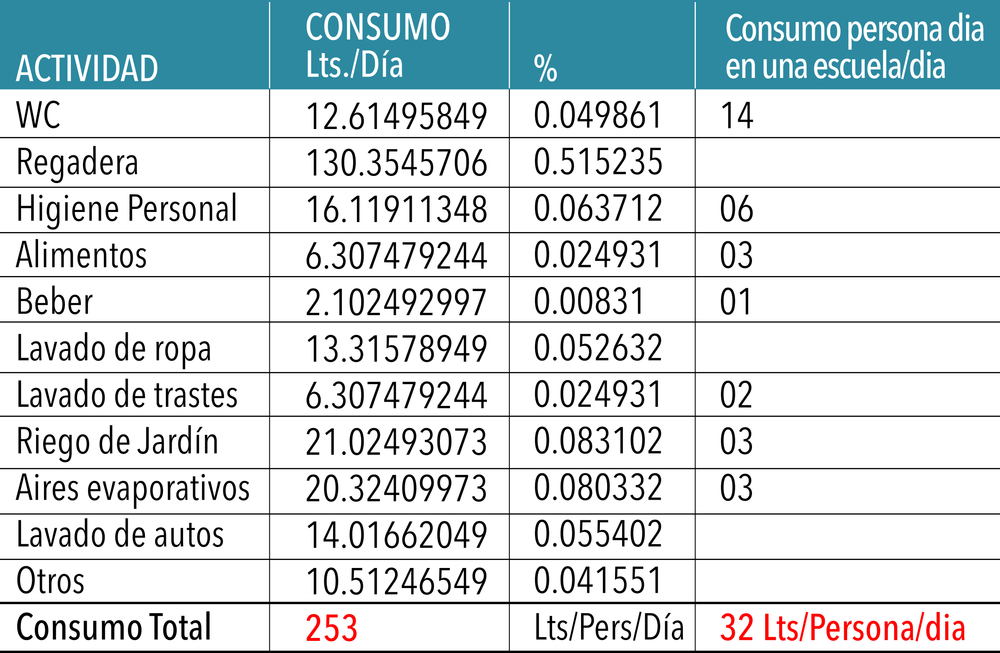 ACTIVIDAD CONSUMO Lts./Día % Consumo persona dia en una escuela/dia
WC 12.61495849 0.049861 14
Regadera 130.3545706 0.515235
Higiene Personal 16.11911348 0.063712 06
Alimentos 6.307479244 0.024931 03
Beber 2.102492997 0.00831 01
Lavado de ropa 13.31578949 0.052632
Lavado de trastes 6.307479244 0.024931 02
Riego de Jardín 21.02493073 0.083102 03
Aires evaporativos 20.32409973 0.080332 03
Lavado de autos 14.01662049 0.055402
Otros 10.51246549 0.041551
Consumo Total 253 Lts/Pers/Día 32 Lts/Persona/dia